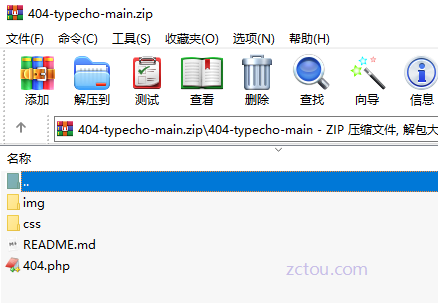 404-typecho-main.zip
文件(F) 命令(C) 工具(S) 收藏夹(O) 选项(N) 帮助(H)
添加 解压到 测试 查看 删除 查找 向导 信息
404-typecho-main.zip\404-typecho-main - ZIP 压缩文件, 解包大
名称
..
img
css
README.md
404.php
zctou.com